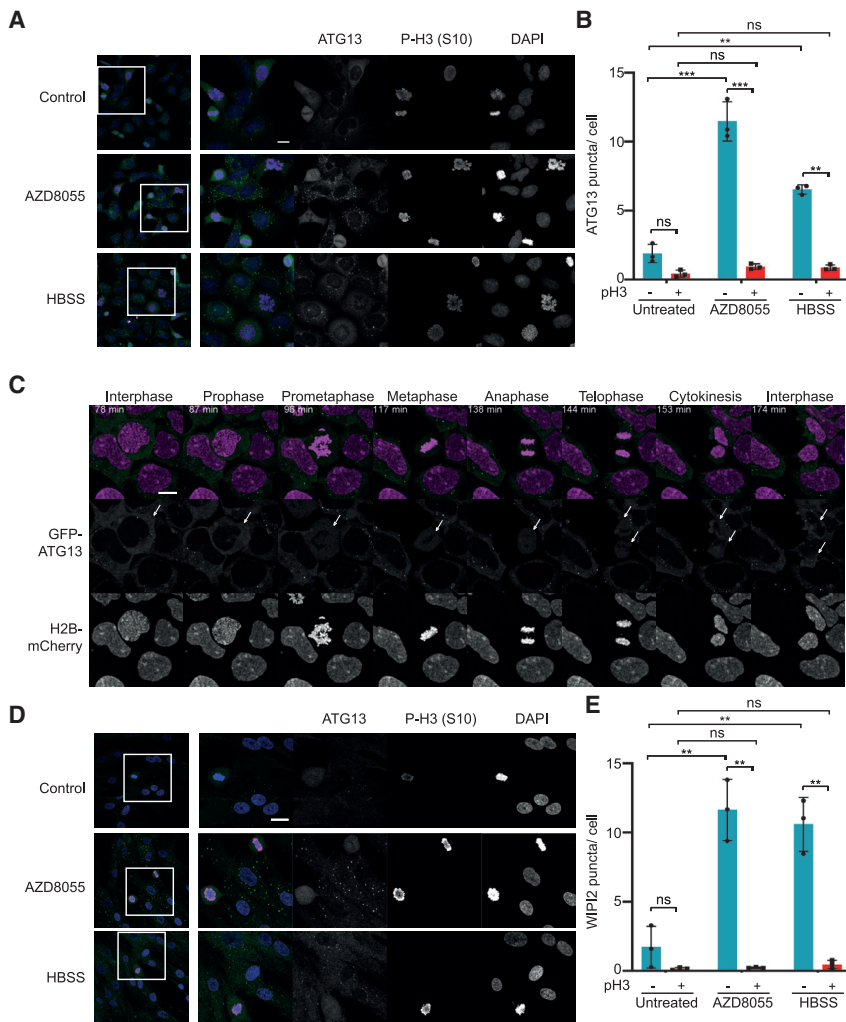 A
ATG13 P-H3 (S10) DAPI
Control
AZD8055
HBSS
B
ns
**
ns
***
***
**
ns
15
10
5
0
ATG13 puncta/ cell
pH3 - + - + - +
Untreated AZD8055 HBSS
C
Interphase Prophase Prometaphase Metaphase Anaphase Telophase Cytokinesis Interphase
78 min 87 min 96 min 117 min 138 min 144 min 153 min 174 min
GFP-
ATG13
H2B-
mCherry
D
ATG13 P-H3 (S10) DAPI
Control
AZD8055
HBSS
E
ns
**
ns
**
**
**
ns
15
10
5
0
WIPI2 puncta/ cell
pH3 - + - + - +
Untreated AZD8055 HBSS